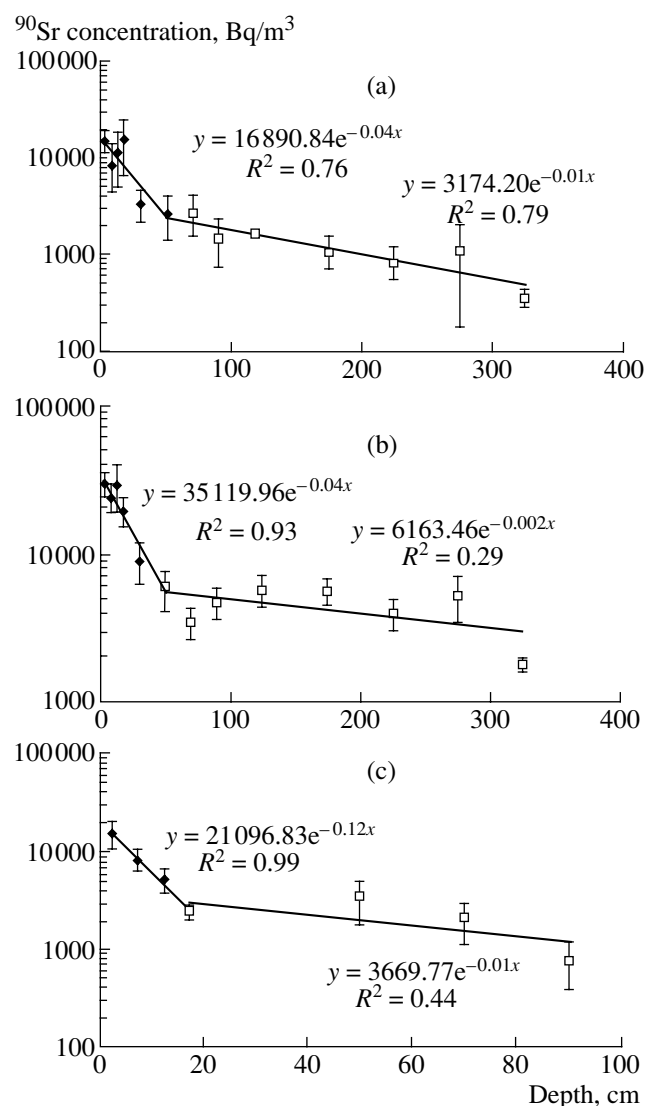 ⁹⁰Sr concentration, Bq/m³
100000
(a)
y = 16890.84e⁻⁰·⁰⁴ˣ
10000
R² = 0.76
y = 3174.20e⁻⁰·⁰¹ˣ
R² = 0.79
1000
100
0 100 200 300 400
100000
(b)
y = 35119.96e⁻⁰·⁰⁴ˣ
R² = 0.93
y = 6163.46e⁻⁰·⁰⁰²ˣ
R² = 0.29
10000
1000
0 100 200 300 400
100000
(c)
y = 21096.83e⁻⁰·¹²ˣ
10000
R² = 0.99
1000
y = 3669.77e⁻⁰·⁰¹ˣ
R² = 0.44
100
0 20 40 60 80 100
Depth, cm